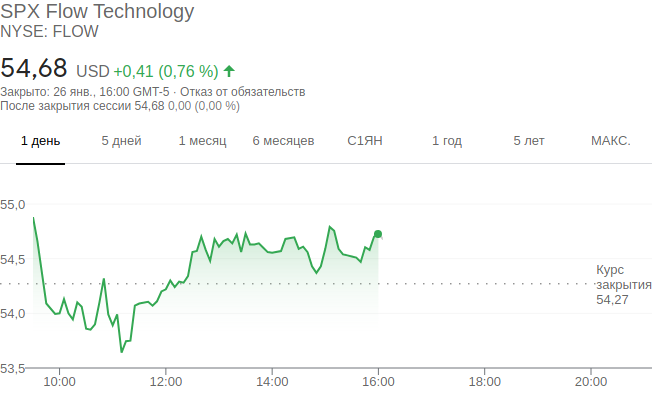 SPX Flow Technology
NYSE: FLOW
54,68 USD +0,41 (0,76 %)
Закрыто: 26 янв., 16:00 GMT-5 · Отказ от обязательств
После закрытия сессии 54,68 0,00 (0,00 %)
1 день 5 дней 1 месяц 6 месяцев С1ЯН 1 год 5 лет МАКС.
55,0
54,5
Курс
закрытия
54,27
54,0
53,5
10:00 12:00 14:00 16:00 18:00 20:00